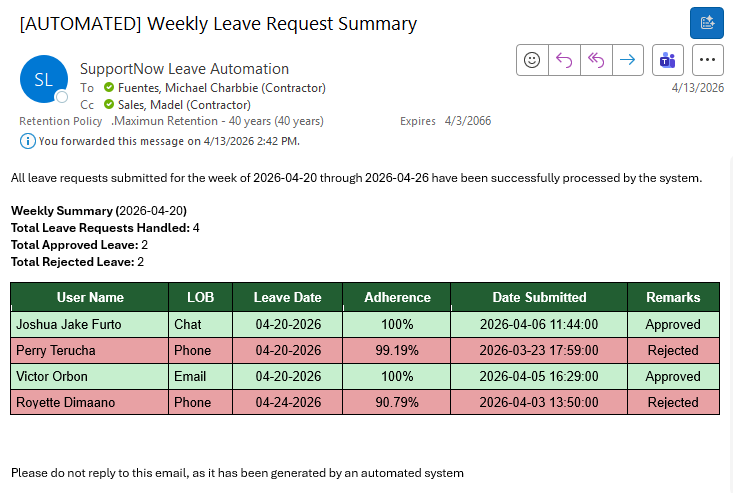 [AUTOMATED] Weekly Leave Request Summary
SL
SupportNow Leave Automation
To Fuentes, Michael Charbbie (Contractor)
Cc Sales, Madel (Contractor)
4/13/2026
Retention Policy .Maximun Retention - 40 years (40 years) Expires 4/3/2066
You forwarded this message on 4/13/2026 2:42 PM.
All leave requests submitted for the week of 2026-04-20 through 2026-04-26 have been successfully processed by the system.
Weekly Summary (2026-04-20)
Total Leave Requests Handled: 4
Total Approved Leave: 2
Total Rejected Leave: 2
User Name LOB Leave Date Adherence Date Submitted Remarks
Joshua Jake Furto Chat 04-20-2026 100% 2026-04-06 11:44:00 Approved
Perry Terucha Phone 04-20-2026 99.19% 2026-03-23 17:59:00 Rejected
Victor Orbon Email 04-20-2026 100% 2026-04-05 16:29:00 Approved
Royette Dimaano Phone 04-24-2026 90.79% 2026-04-03 13:50:00 Rejected
Please do not reply to this email, as it has been generated by an automated system